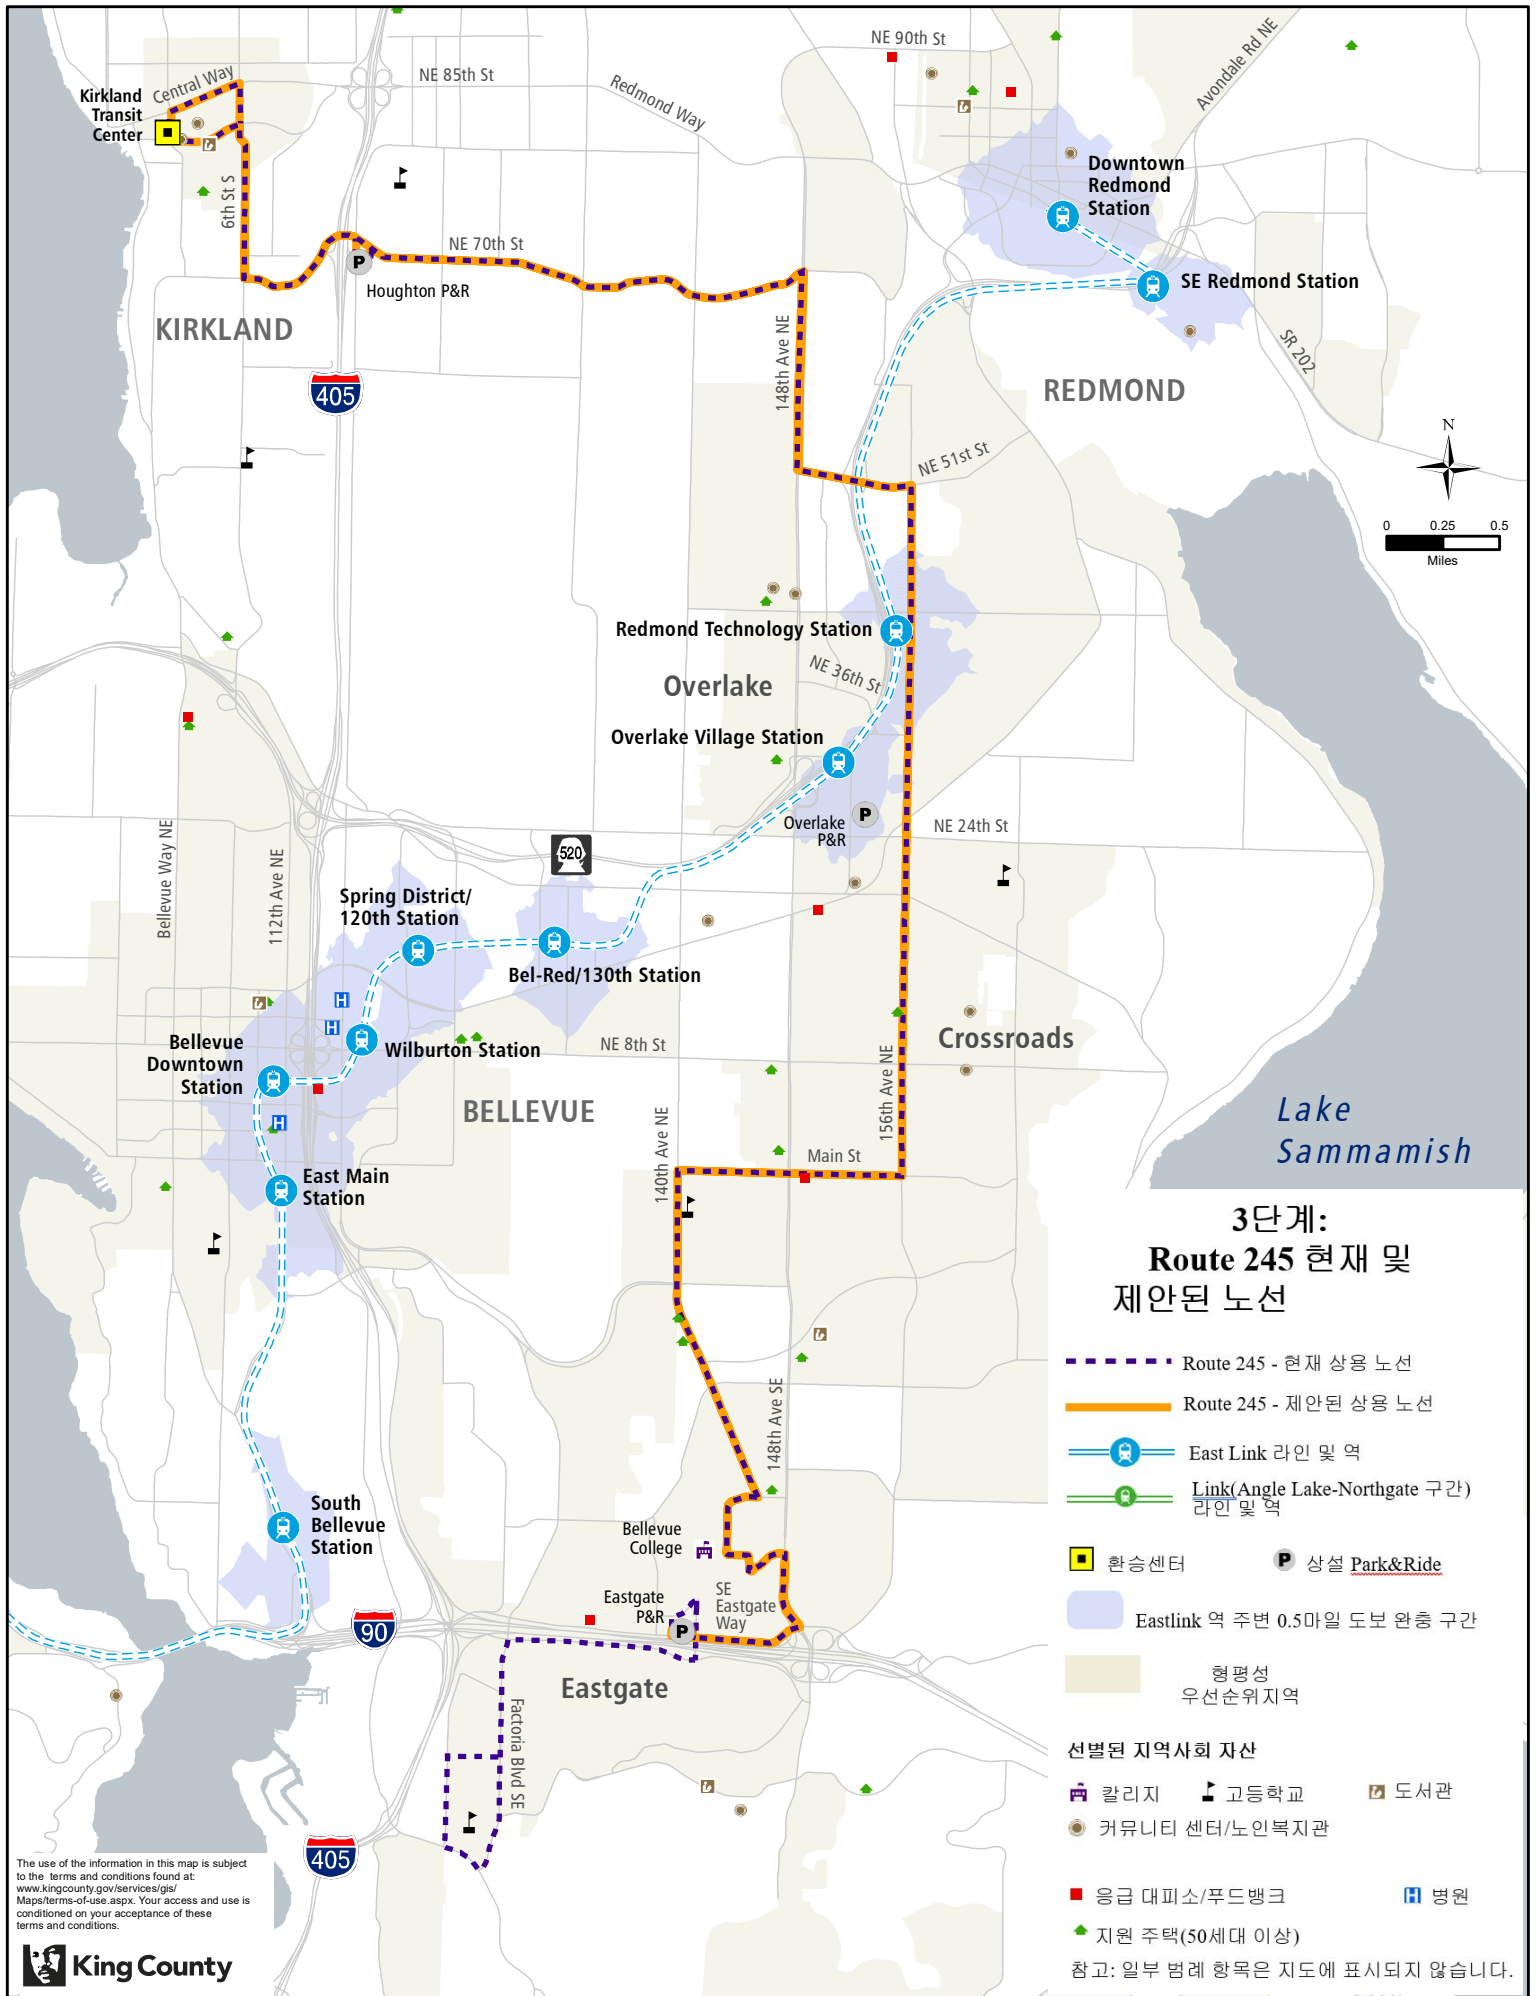 NE 90th St
Avondale Rd NE
NE 85th St
Redmond Way
Central Way
Kirkland
Transit
Center
6th St S
Downtown
Redmond
Station
NE 70th St
Houghton P&R
SE Redmond Station
KIRKLAND
148th Ave NE
SR 202
405
REDMOND
N
NE 51st St
0 0.25 0.5
Miles
Redmond Technology Station
NE 36th St
Overlake
Overlake Village Station
Overlake
P&R
NE 24th St
520
Bellevue Way NE
112th Ave NE
Spring District/
120th Station
Bel-Red/130th Station
Bellevue
Downtown
Station
Wilburton Station
NE 8th St
Crossroads
156th Ave NE
BELLEVUE
140th Ave NE
Main St
Lake
Sammamish
East Main
Station
148th Ave SE
South
Bellevue
Station
Bellevue
College
Eastgate
P&R
SE
Eastgate
Way
90
Eastgate
Factoria Blvd SE
405
3단계:
Route 245 현재 및
제안된 노선
Route 245 - 현재 상용 노선
Route 245 - 제안된 상용 노선
East Link 라인 및 역
Link(Angle Lake-Northgate 구간)
라인 및 역
환승센터
P 상설 Park&Ride
Eastlink 역 주변 0.5마일 도보 완충 구간
형평성
우선순위지역
선별된 지역사회 자산
칼리지 고등학교 도서관
커뮤니티 센터/노인복지관
응급 대피소/푸드뱅크 H 병원
지원 주택(50세대 이상)
참고: 일부 범례 항목은 지도에 표시되지 않습니다.
The use of the information in this map is subject
to the terms and conditions found at:
www.kingcounty.gov/services/gis/
Maps/terms-of-use.aspx. Your access and use is
conditioned on your acceptance of these
terms and conditions.
King County